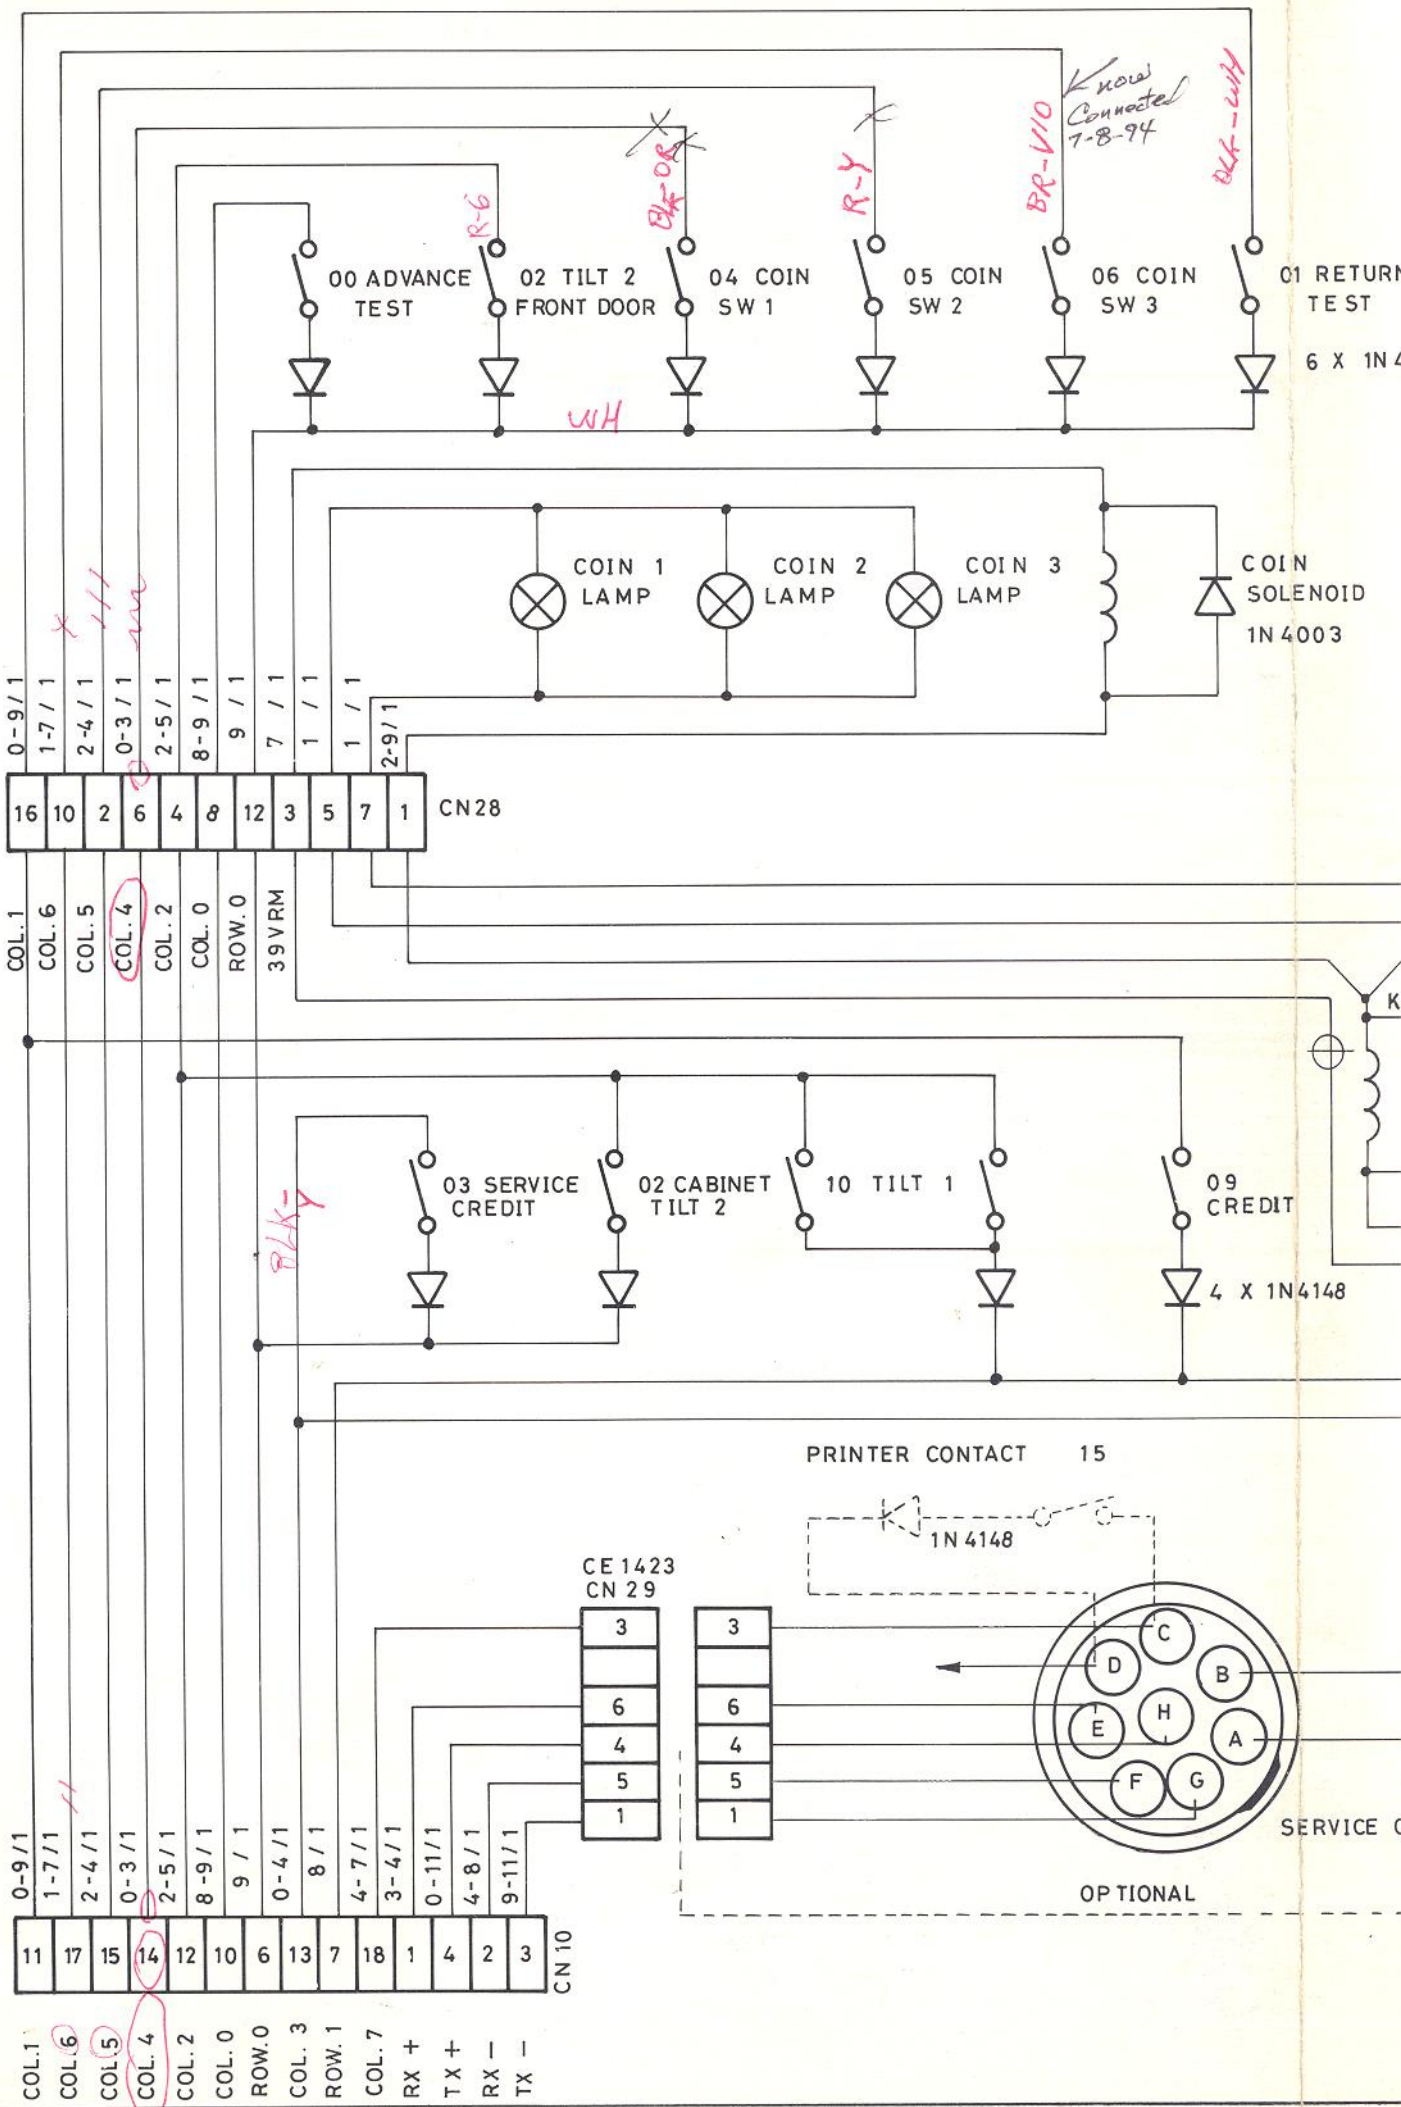 Know
Connected
7-8-94
BLK-WH
BR-VIO
R-Y
BLK-OR
R-6
00 ADVANCE
TEST
02 TILT 2
FRONT DOOR
04 COIN
SW 1
05 COIN
SW 2
06 COIN
SW 3
01 RETURN
TEST
6 X 1N4
WH
COIN 1
LAMP
COIN 2
LAMP
COIN 3
LAMP
COIN
SOLENOID
1N 4003
0-9/1
1-7/1
2-4/1
0-3/1
2-5/1
8-9/1
9/1
7/1
1/1
1/1
2-9/1
16 10 2 6 4 8 12 3 5 7 1
CN28
COL.1
COL.6
COL.5
COL.4
COL.2
COL.0
ROW.0
39VRM
K
03 SERVICE
CREDIT
02 CABINET
TILT 2
10 TILT 1
09
CREDIT
BLK-Y
4 X 1N4148
PRINTER CONTACT 15
1N 4148
CE 1423
CN 29
3
6
4
5
1
3
6
4
5
1
C
D
B
H
E
A
F
G
SERVICE C
OPTIONAL
0-9/1
1-7/1
2-4/1
0-3/1
2-5/1
8-9/1
9/1
0-4/1
8/1
4-7/1
3-4/1
0-11/1
4-8/1
9-11/1
11 17 15 14 12 10 6 13 7 18 1 4 2 3
CN 10
COL.1
COL.6
COL.5
COL.4
COL.2
COL.0
ROW.0
COL.3
ROW.1
COL.7
RX +
TX +
RX −
TX −